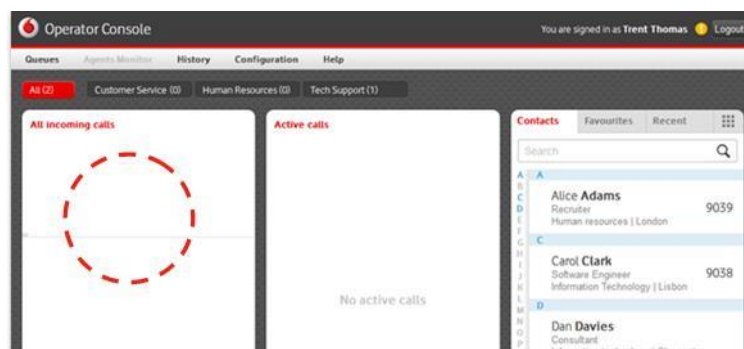 Operator Console
You are signed in as Trent Thomas
Logout
Queues Agents Monitor History Configuration Help
All (2) Customer Service (0) Human Resources (0) Tech Support (1)
All incoming calls
Active calls
No active calls
Contacts Favourites Recent
Search
A
B
C
D
E
F
G
H
I
J
K
L
M
N
O
P
A
Alice Adams
Recruiter
Human resources | London
9039
C
Carol Clark
Software Engineer
Information Technology | Lisbon
9038
D
Dan Davies
Consultant